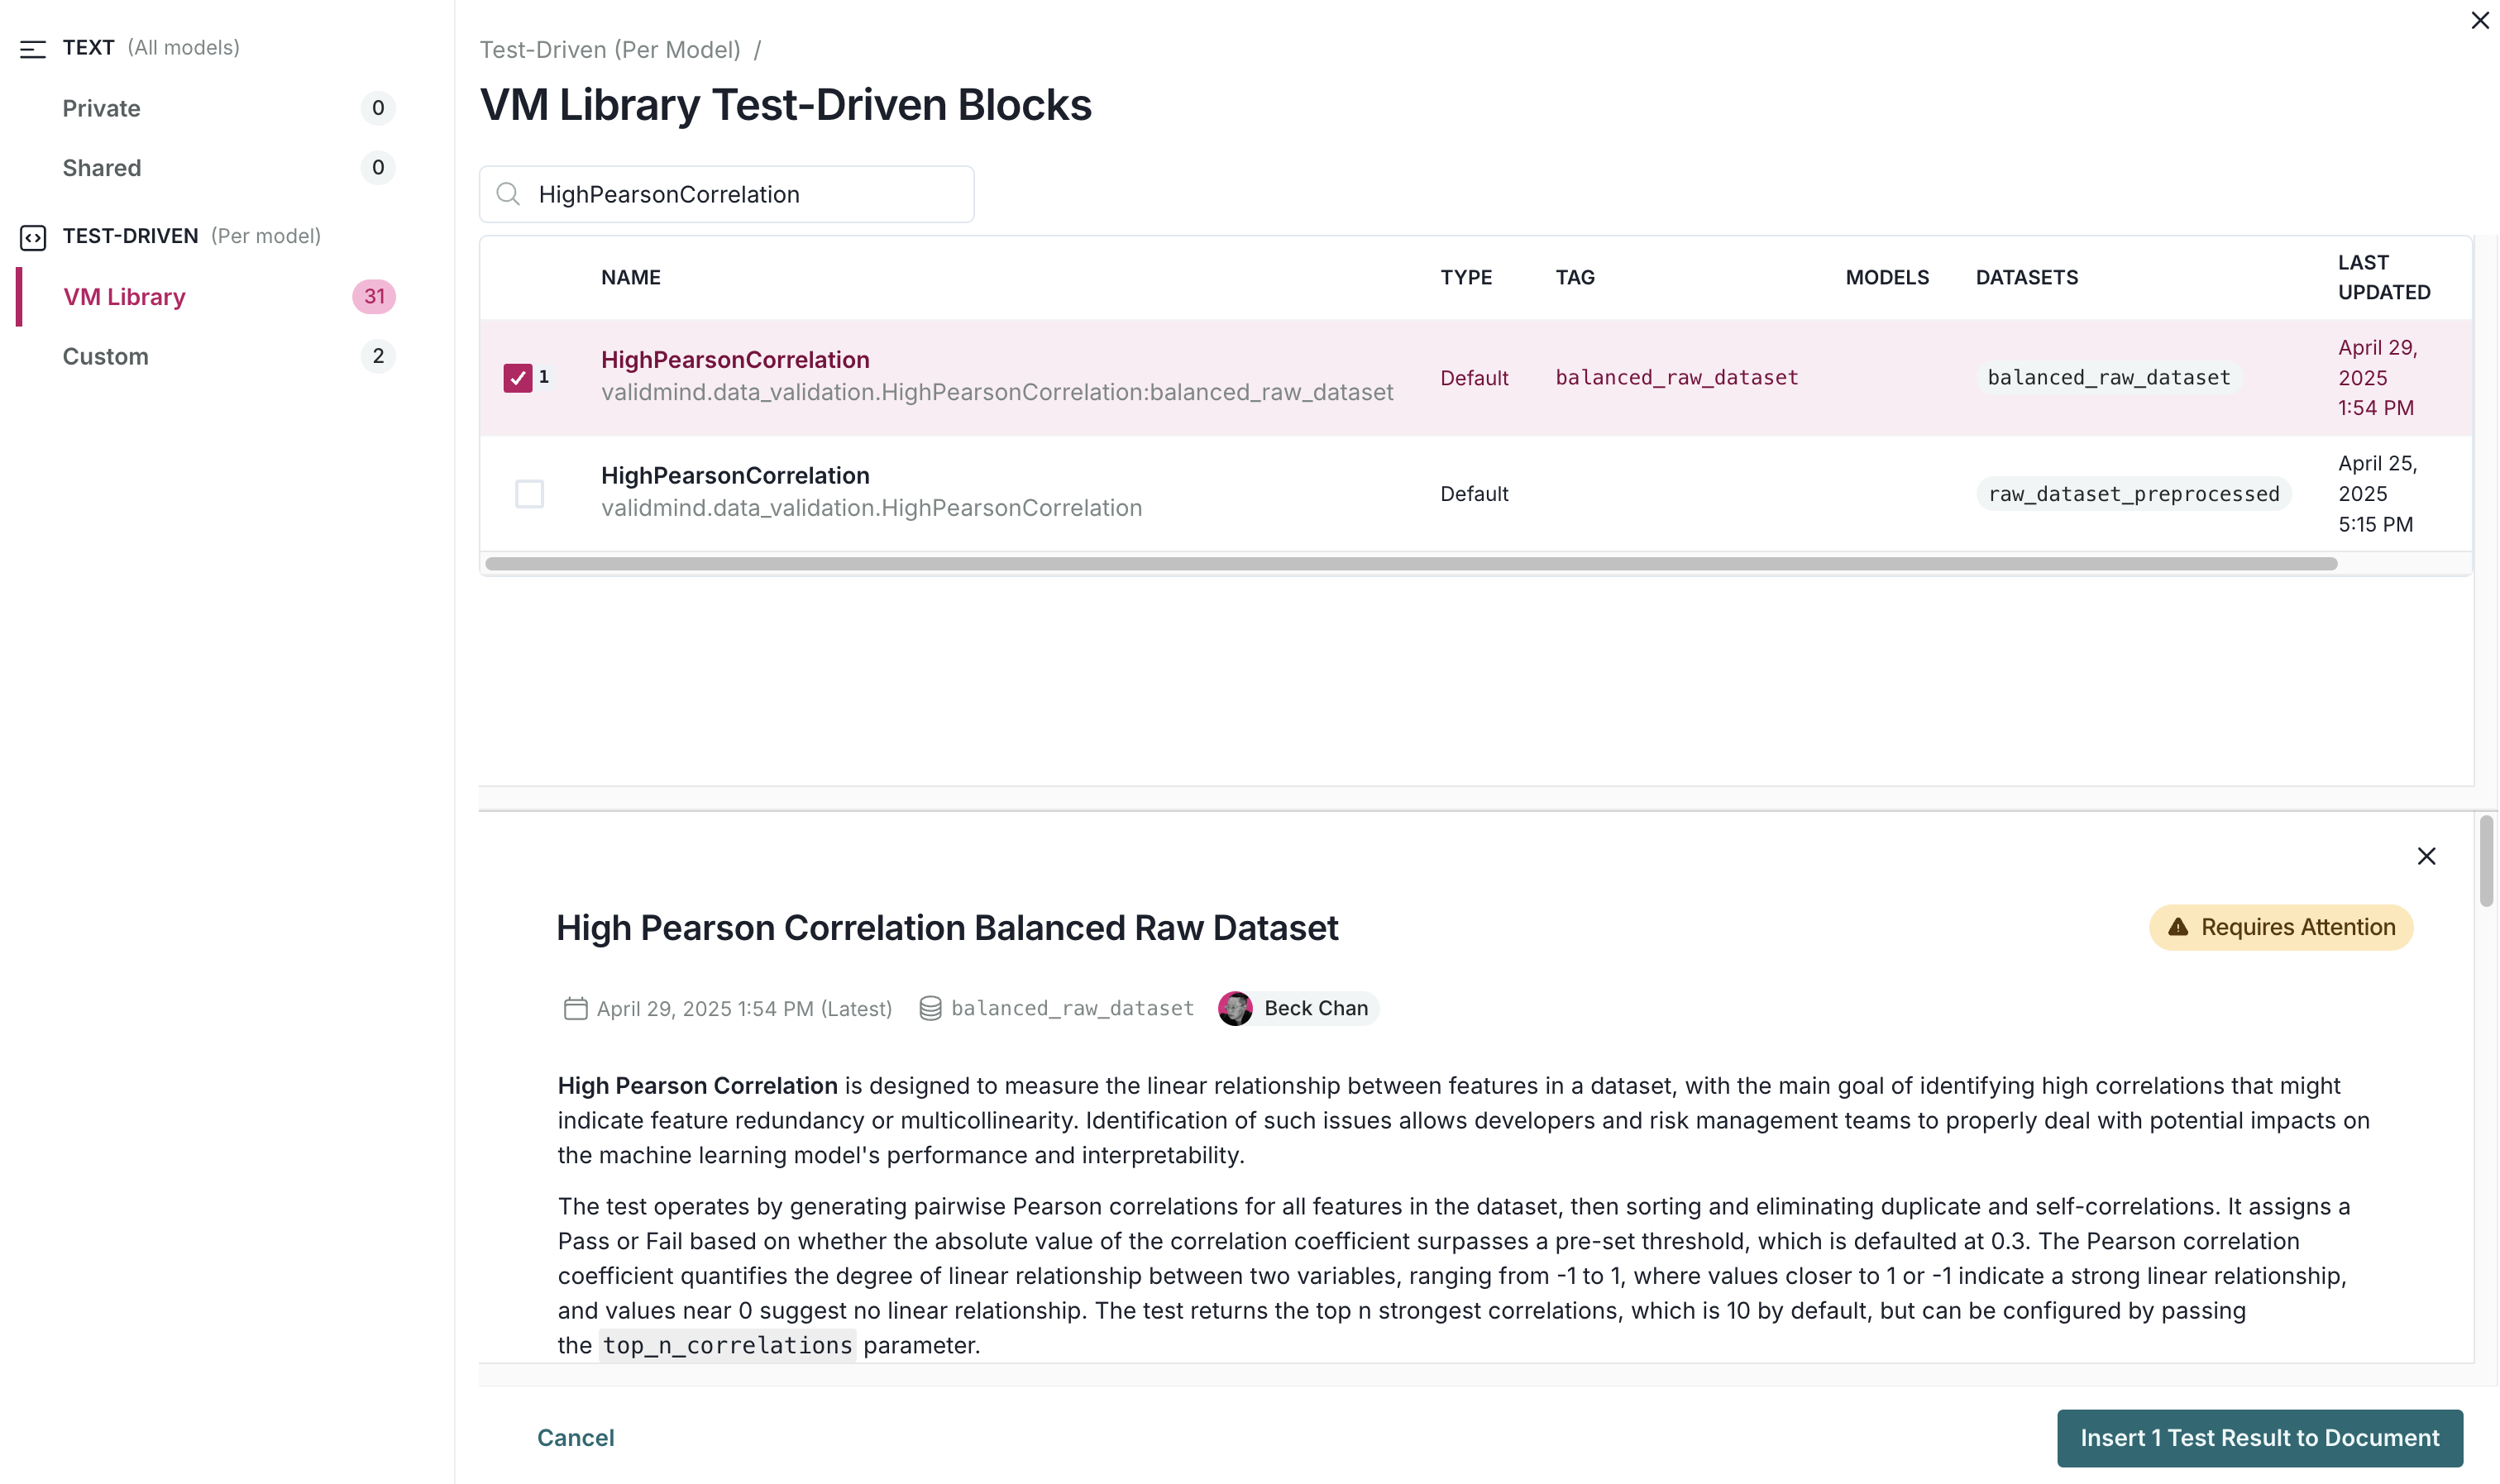 TEXT (All models)
Private 0
Shared 0
TEST-DRIVEN (Per model)
VM Library 31
Custom 2
Test-Driven (Per Model) /
VM Library Test-Driven Blocks
HighPearsonCorrelation
NAME TYPE TAG MODELS DATASETS LAST UPDATED
1 HighPearsonCorrelation
validmind.data_validation.HighPearsonCorrelation:balanced_raw_dataset
Default balanced_raw_dataset balanced_raw_dataset
April 29,
2025
1:54 PM
HighPearsonCorrelation
validmind.data_validation.HighPearsonCorrelation
Default raw_dataset_preprocessed
April 25,
2025
5:15 PM
High Pearson Correlation Balanced Raw Dataset
Requires Attention
April 29, 2025 1:54 PM (Latest) balanced_raw_dataset Beck Chan
High Pearson Correlation is designed to measure the linear relationship between features in a dataset, with the main goal of identifying high correlations that might
indicate feature redundancy or multicollinearity. Identification of such issues allows developers and risk management teams to properly deal with potential impacts on
the machine learning model's performance and interpretability.
The test operates by generating pairwise Pearson correlations for all features in the dataset, then sorting and eliminating duplicate and self-correlations. It assigns a
Pass or Fail based on whether the absolute value of the correlation coefficient surpasses a pre-set threshold, which is defaulted at 0.3. The Pearson correlation
coefficient quantifies the degree of linear relationship between two variables, ranging from -1 to 1, where values closer to 1 or -1 indicate a strong linear relationship,
and values near 0 suggest no linear relationship. The test returns the top n strongest correlations, which is 10 by default, but can be configured by passing
the top_n_correlations parameter.
Cancel
Insert 1 Test Result to Document